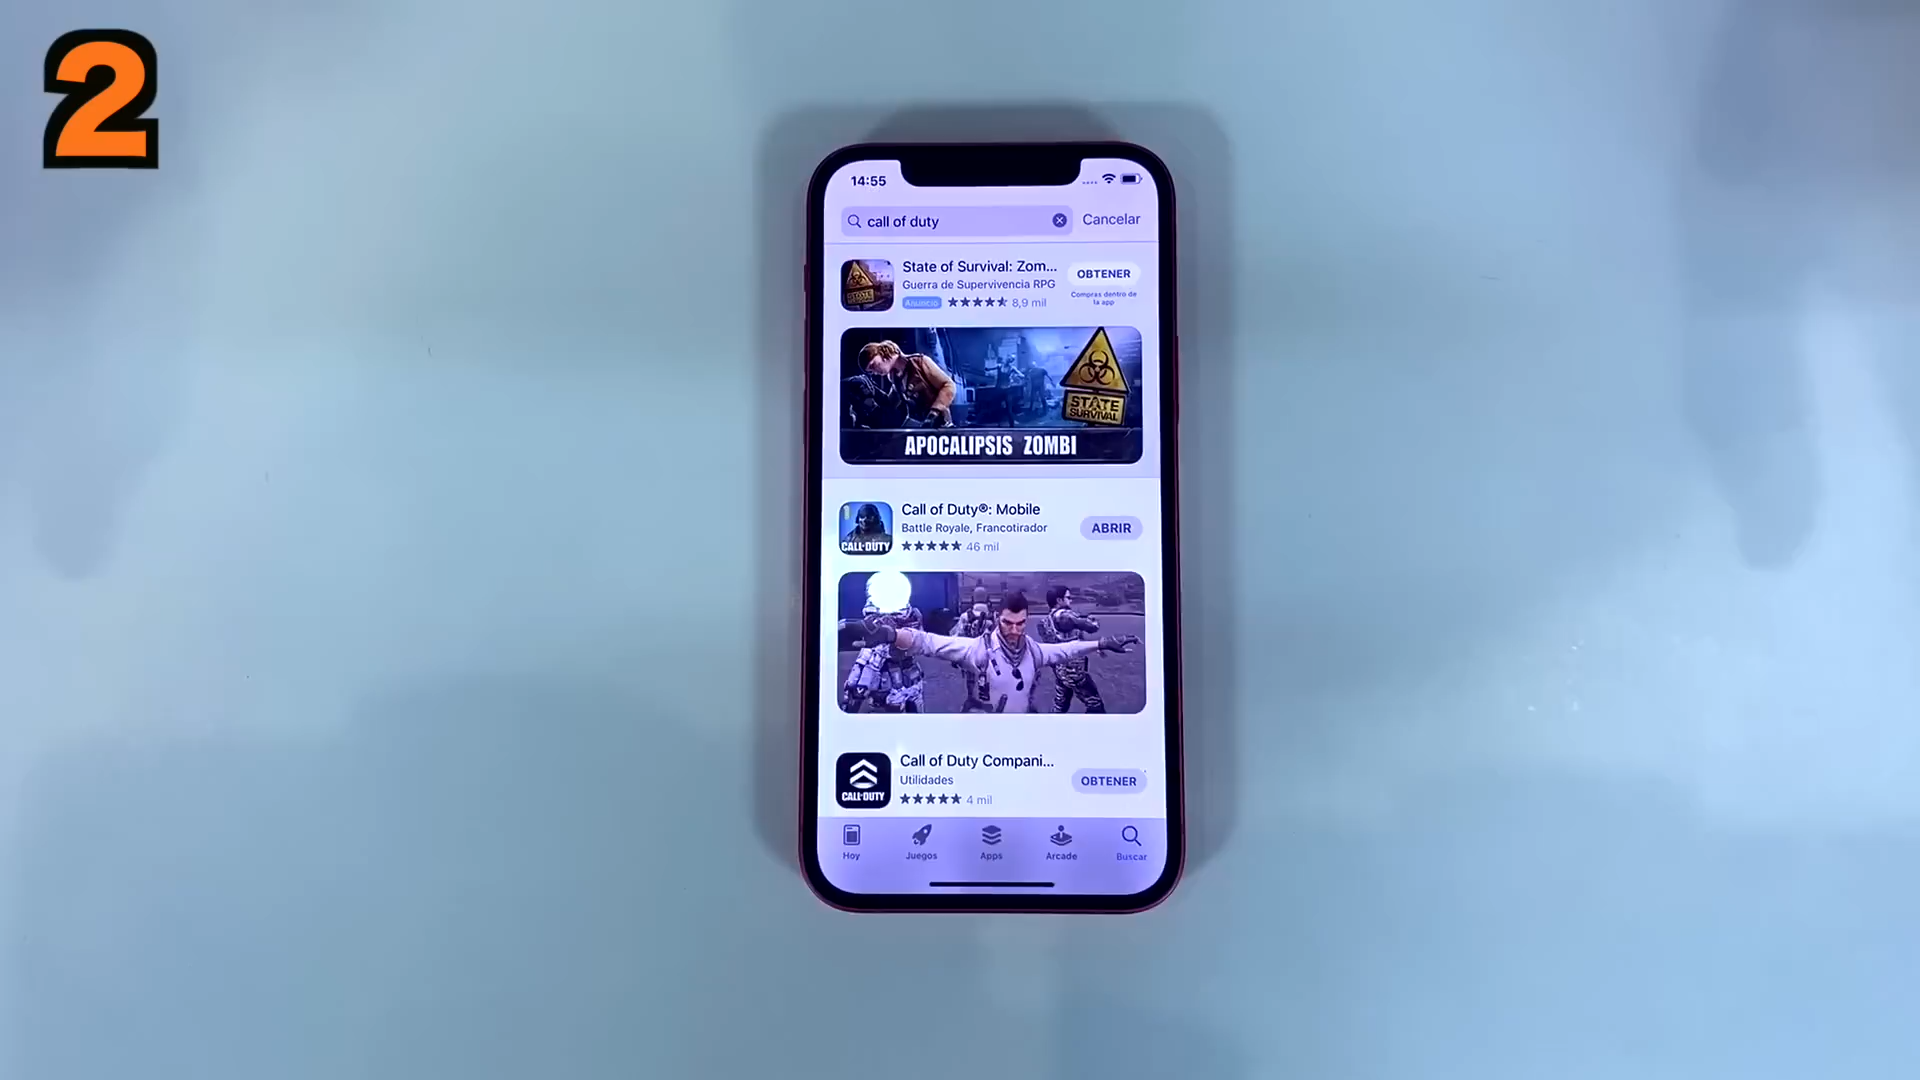 2
14:55
call of duty
Cancelar
State of Survival: Zom...
Guerra de Supervivencia RPG
Anuncio
8,9 mil
OBTENER
Compras dentro de
la app
STATE
SURVIVAL
APOCALIPSIS ZOMBI
Call of Duty®: Mobile
Battle Royale, Francotirador
46 mil
ABRIR
CALL·DUTY
Call of Duty Compani...
Utilidades
4 mil
OBTENER
CALL·DUTY
Hoy
Juegos
Apps
Arcade
Buscar